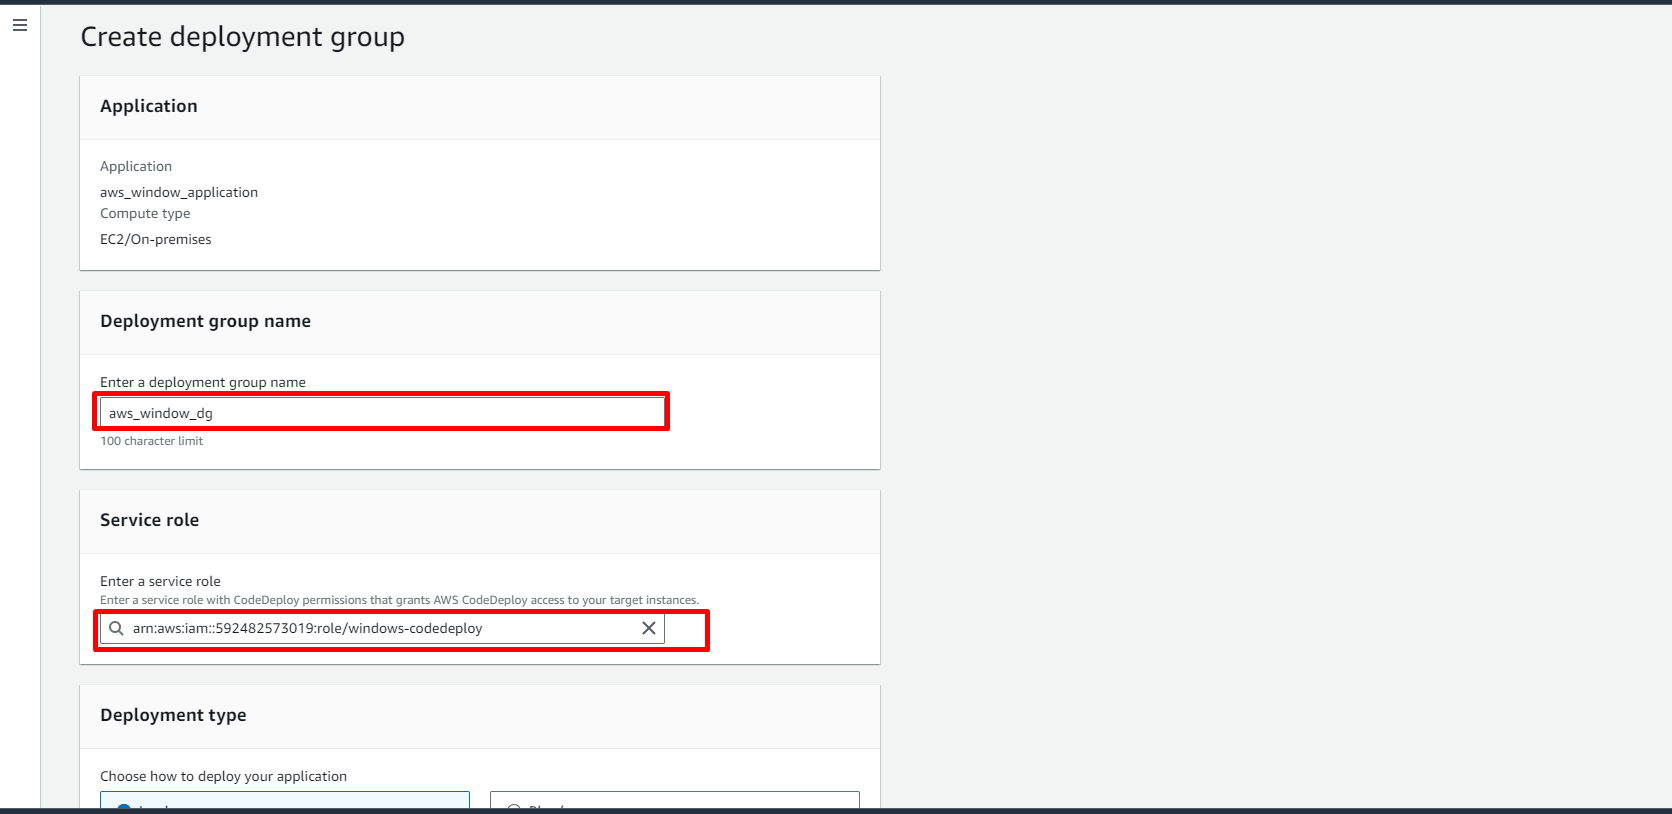 Create deployment group
Application
Application
aws_window_application
Compute type
EC2/On-premises
Deployment group name
Enter a deployment group name
aws_window_dg
100 character limit
Service role
Enter a service role
Enter a service role with CodeDeploy permissions that grants AWS CodeDeploy access to your target instances.
arn:aws:iam::592482573019:role/windows-codedeploy
Deployment type
Choose how to deploy your application